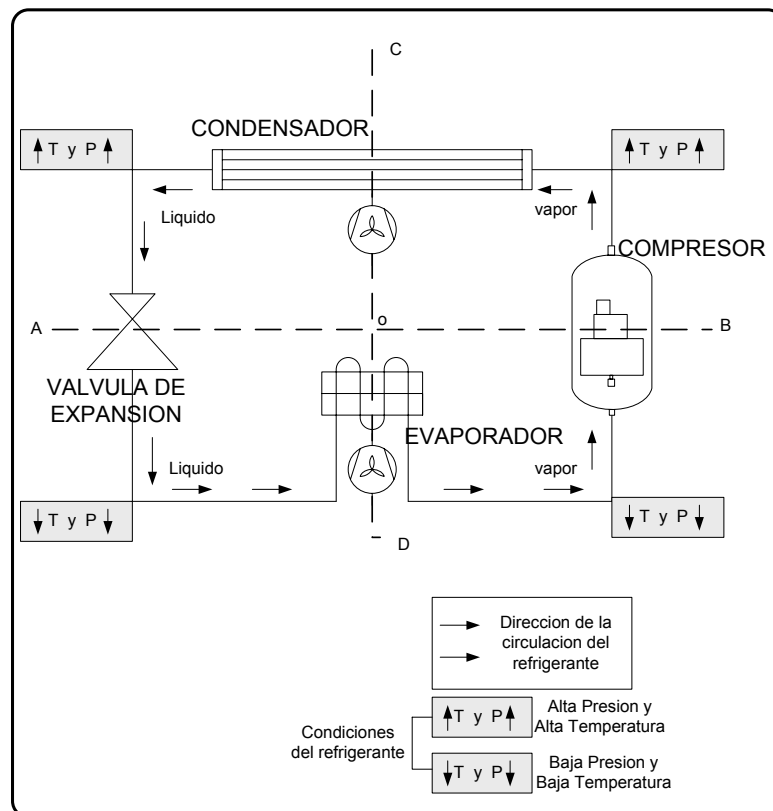 C
CONDENSADOR
T y P
T y P
Liquido
vapor
COMPRESOR
A
o
B
VALVULA DE
EXPANSION
EVAPORADOR
Liquido
vapor
T y P
T y P
D
Direccion de la
circulacion del
refrigerante
T y P
Alta Presion y
Alta Temperatura
Condiciones
del refrigerante
T y P
Baja Presion y
Baja Temperatura